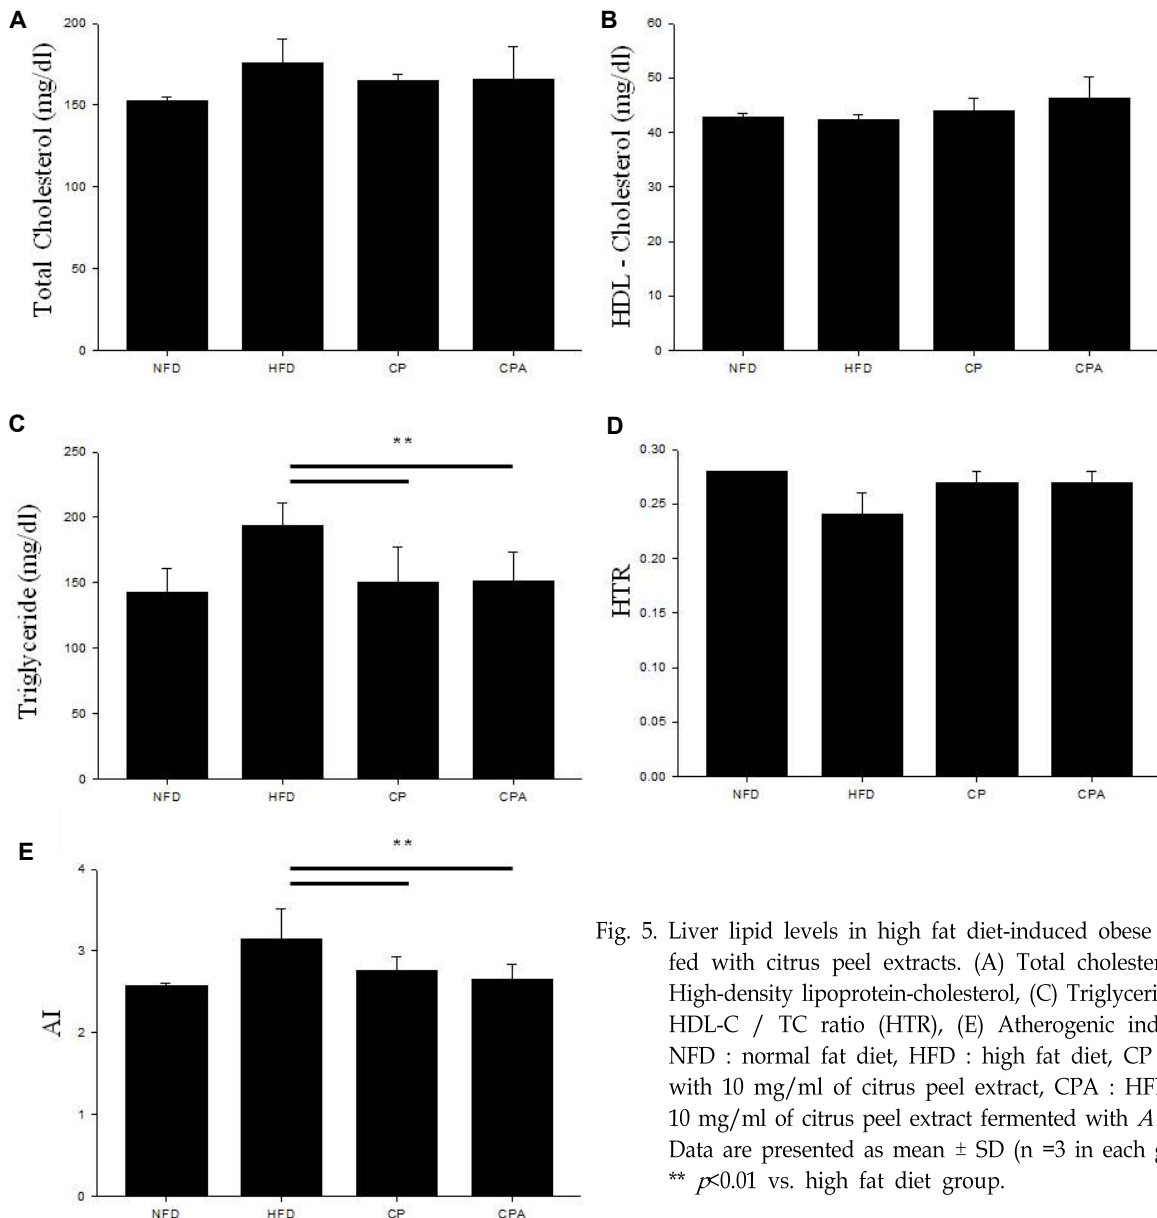 A
Total Cholesterol (mg/dl)
200
150
100
50
0
NFD HFD CP CPA
B
HDL - Cholesterol (mg/dl)
60
50
40
30
20
10
0
NFD HFD CP CPA
C
**
Triglyceride (mg/dl)
250
200
150
100
50
0
NFD HFD CP CPA
D
HTR
0.30
0.25
0.20
0.15
0.10
0.05
0.00
NFD HFD CP CPA
E
**
AI
4
3
2
1
0
NFD HFD CP CPA
Fig. 5. Liver lipid levels in high fat diet-induced obese
fed with citrus peel extracts. (A) Total cholester
High-density lipoprotein-cholesterol, (C) Triglyceri
HDL-C / TC ratio (HTR), (E) Atherogenic ind
NFD : normal fat diet, HFD : high fat diet, CP
with 10 mg/ml of citrus peel extract, CPA : HF
10 mg/ml of citrus peel extract fermented with A
Data are presented as mean ± SD (n =3 in each g
** p<0.01 vs. high fat diet group.